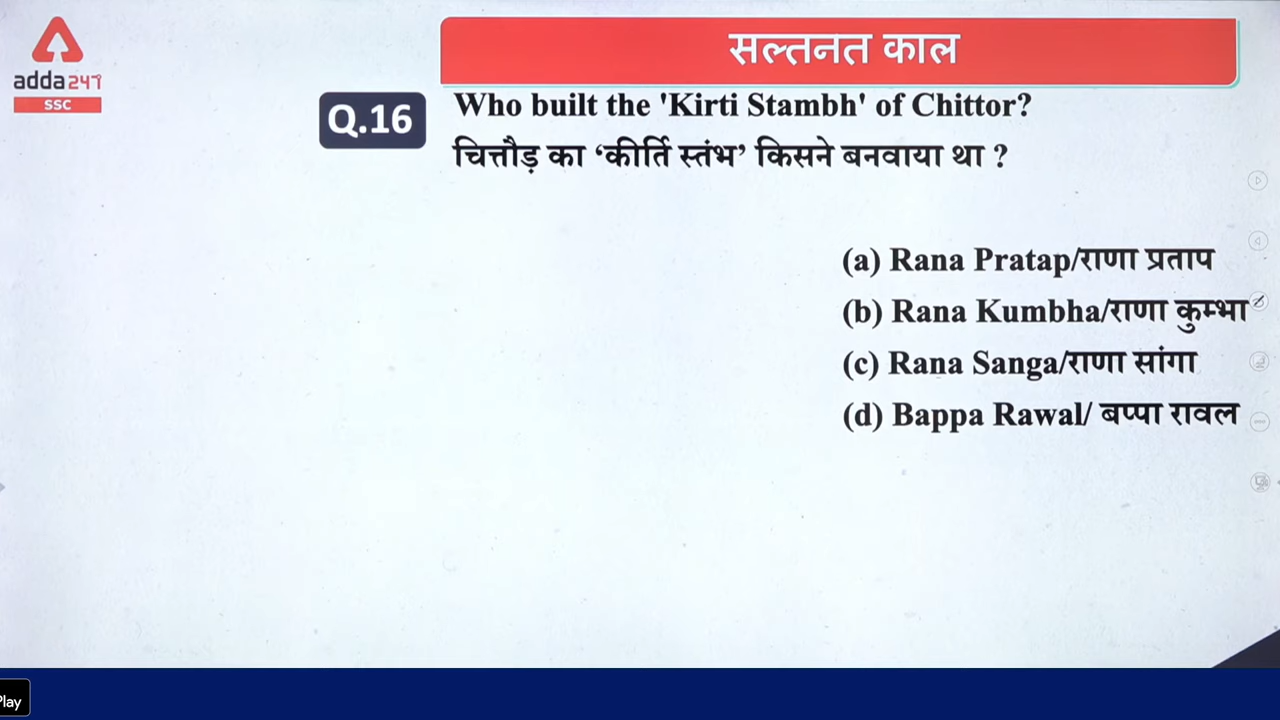 adda247
SSC
सल्तनत काल
Q.16
Who built the 'Kirti Stambh' of Chittor?
चित्तौड़ का ‘कीर्ति स्तंभ’ किसने बनवाया था ?
(a) Rana Pratap/राणा प्रताप
(b) Rana Kumbha/राणा कुम्भा
(c) Rana Sanga/राणा सांगा
(d) Bappa Rawal/ बप्पा रावल
Play